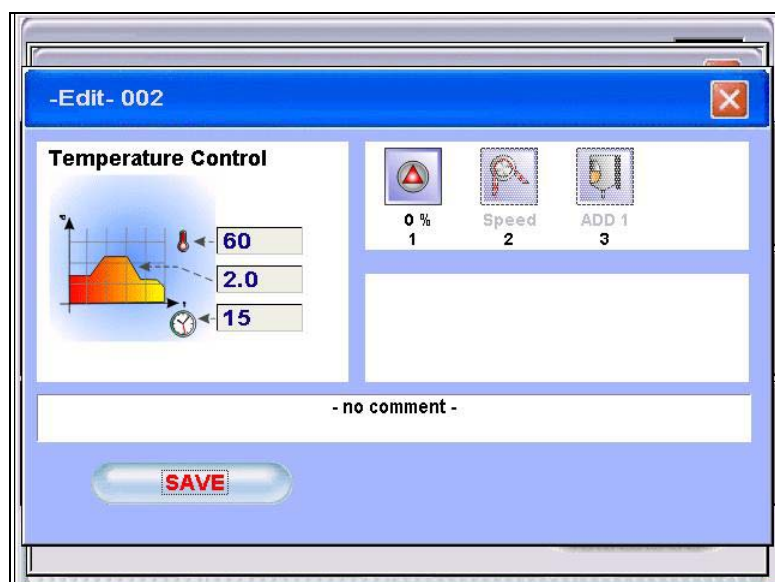 -Edit- 002
Temperature Control
60
2.0
15
0 %
1
Speed
2
ADD 1
3
- no comment -
SAVE